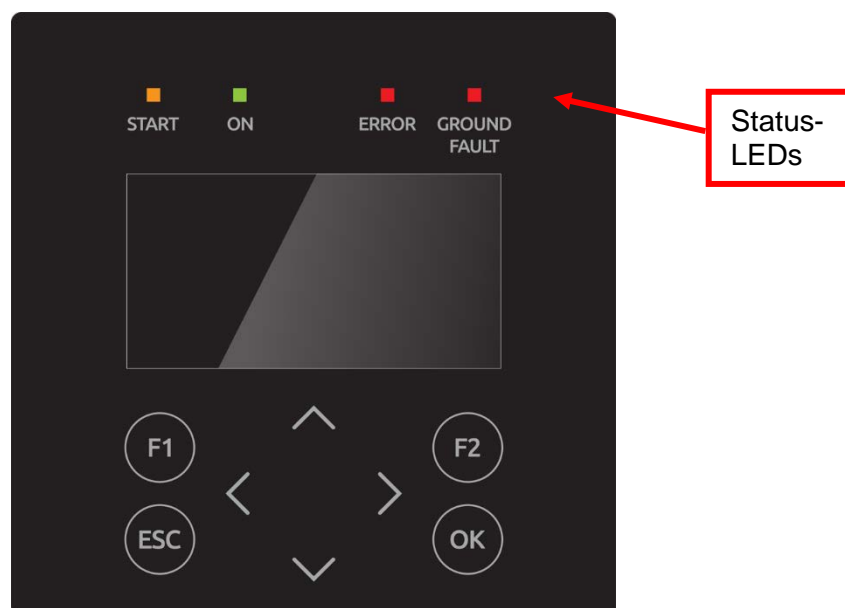 START ON ERROR GROUND
FAULT
Status-
LEDs
F1 F2
ESC OK